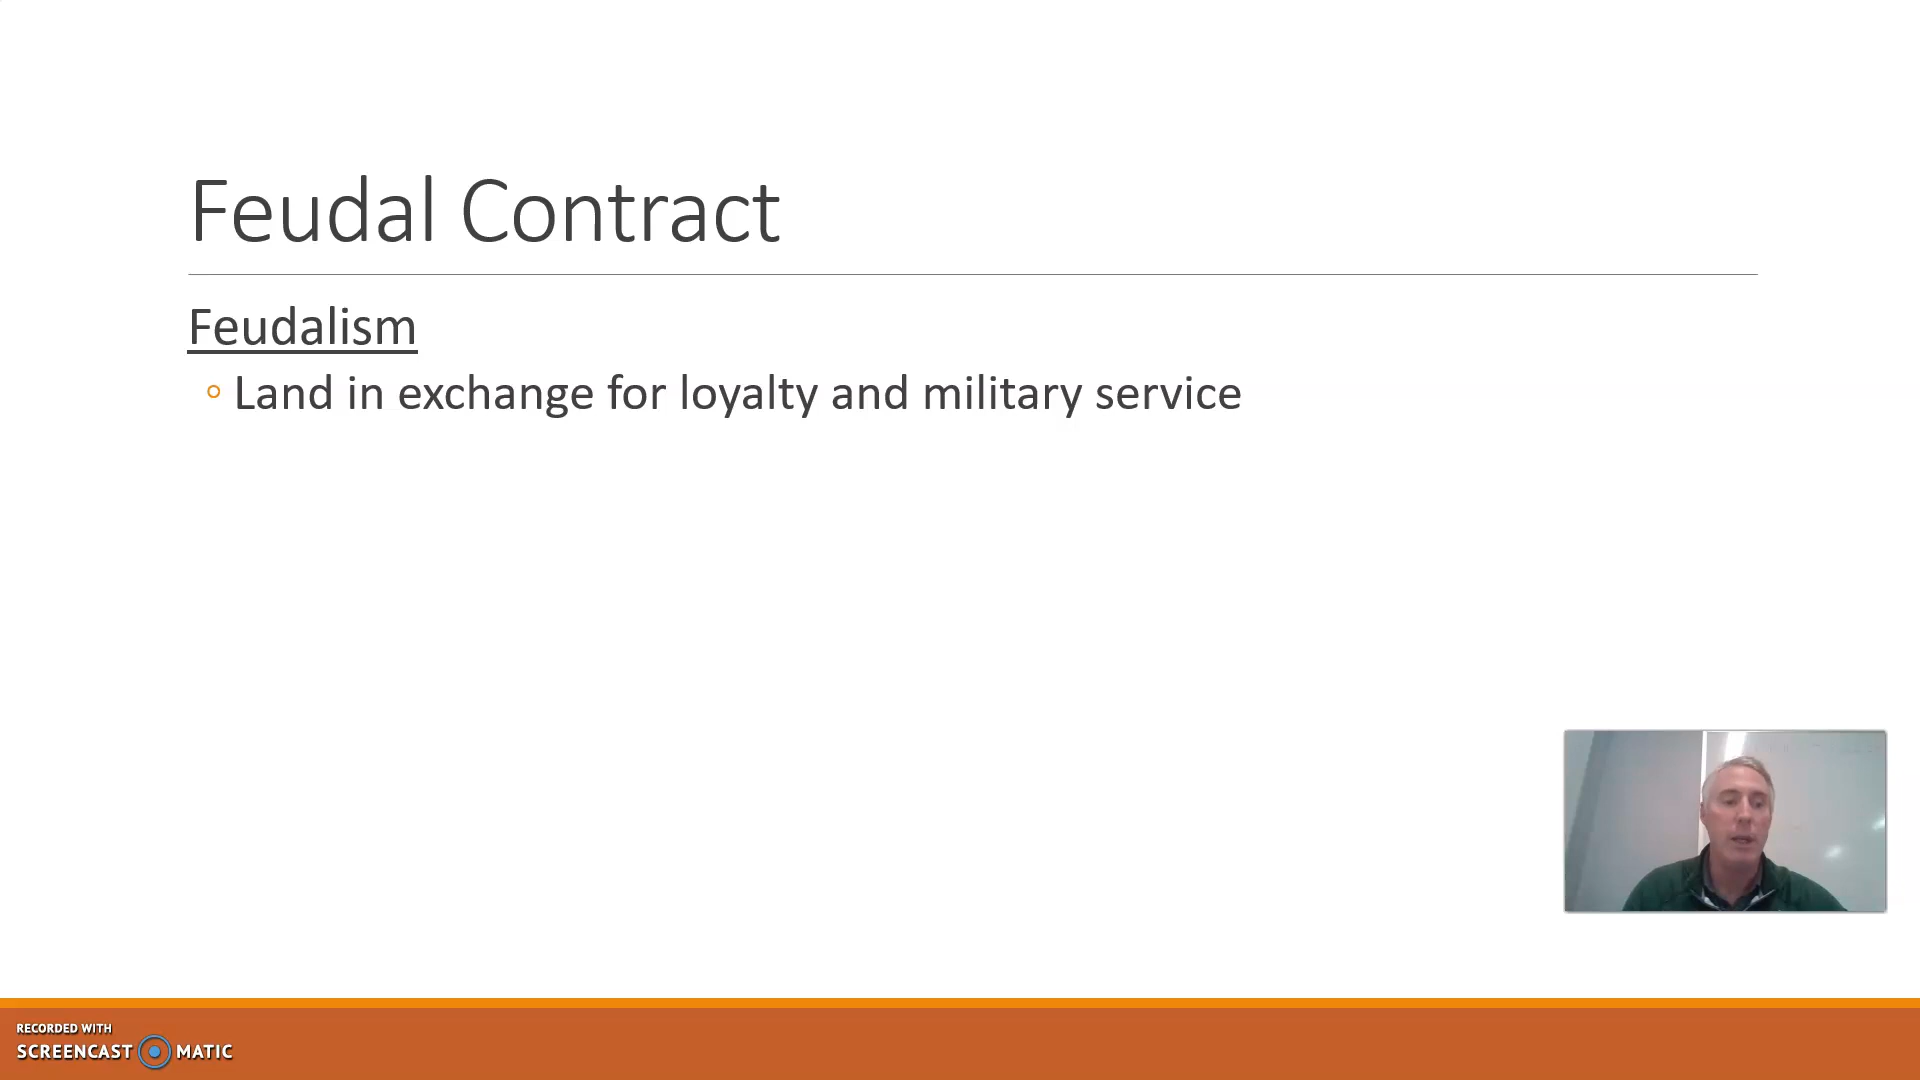 Feudal Contract
Feudalism
Land in exchange for loyalty and military service
RECORDED WITH
SCREENCAST MATIC